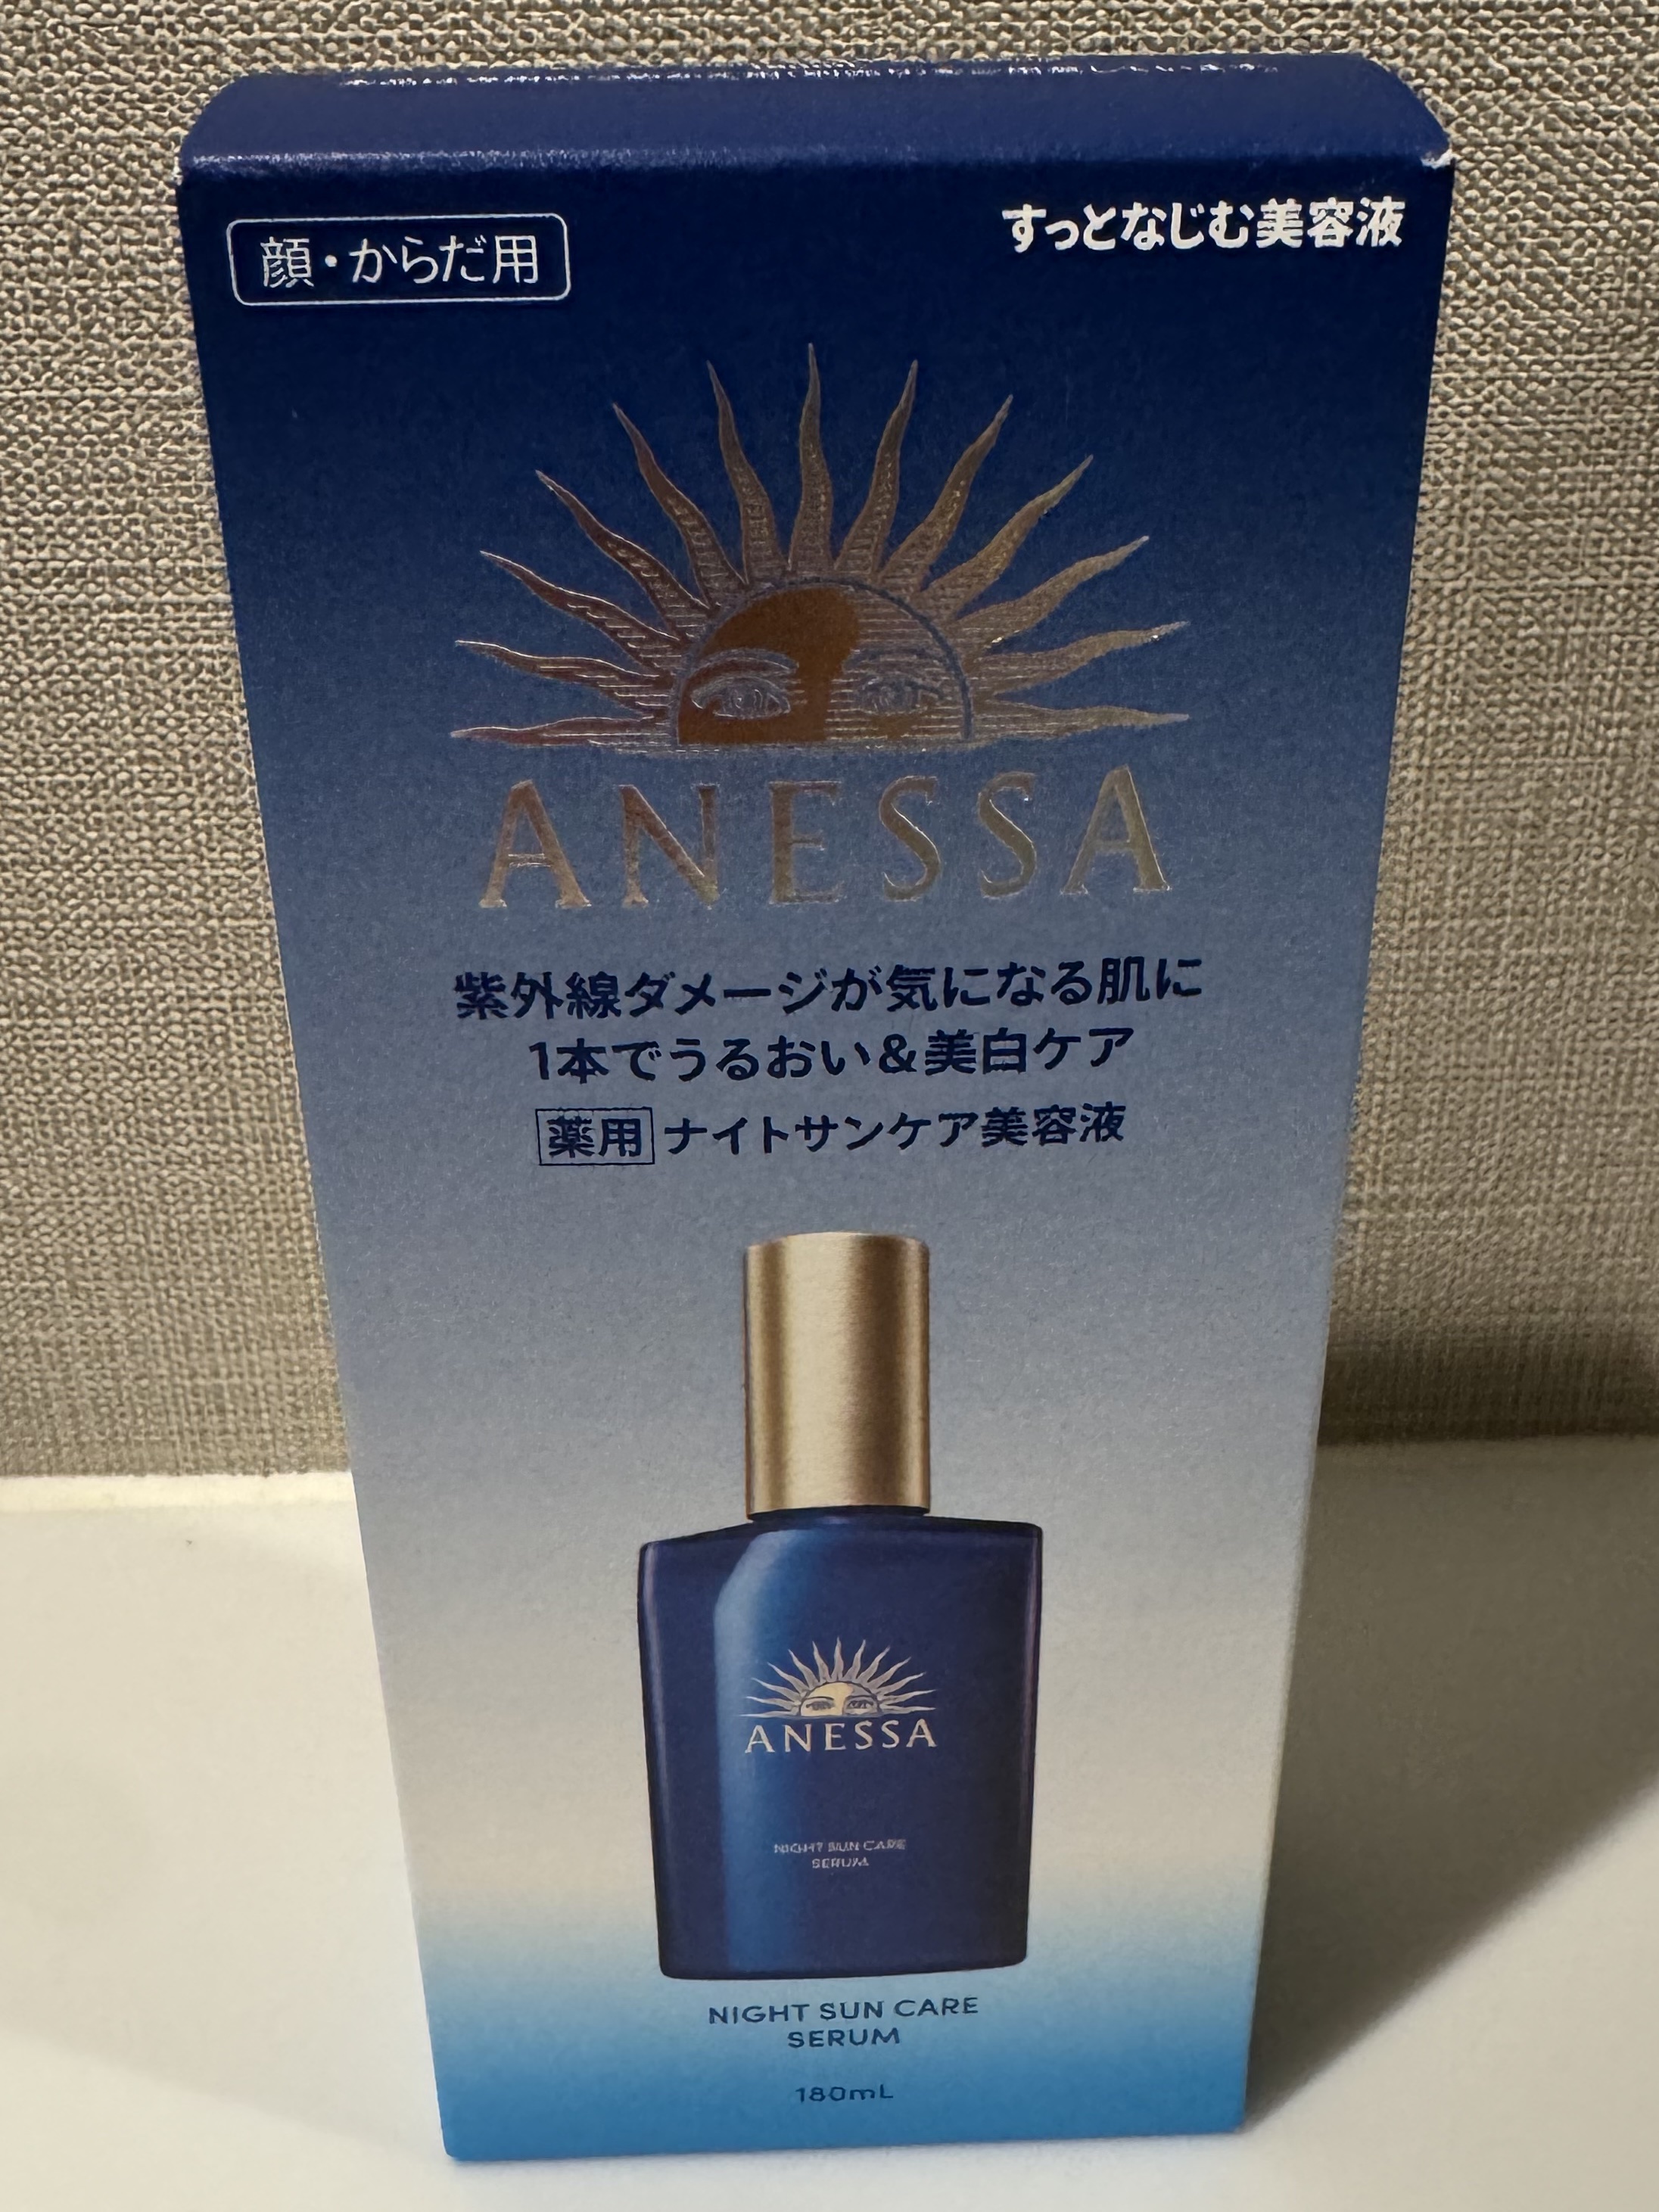 顔・からだ用
すっとなじむ美容液
ANESSA
紫外線ダメージが気になる肌に
1本でうるおい&美白ケア
薬用 ナイトサンケア美容液
ANESSA
NIGHT SUN CARE
SERUM
NIGHT SUN CARE
SERUM
180mL